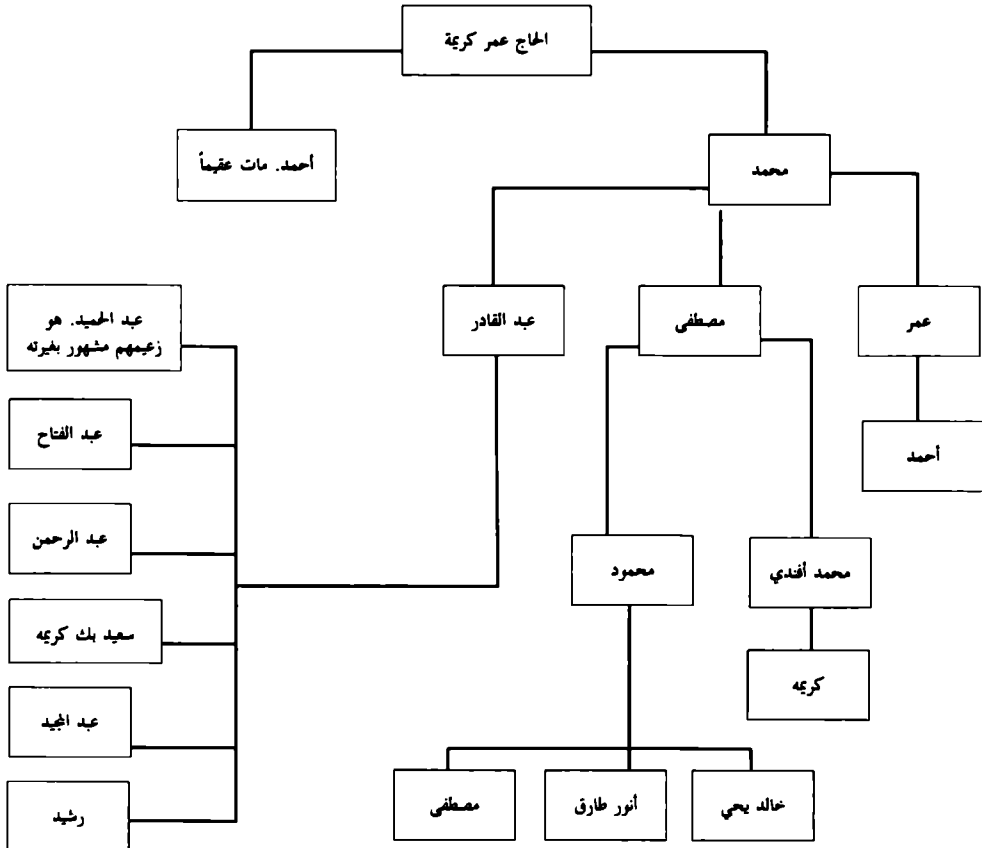 الحاج عمر كريمة
أحمد. مات عقيماً
محمد
عمر
مصطفى
عبد القادر
عبد الحميد. هو
زعيمهم مشهور بغيرته
أحمد
عبد الفتاح
عبد الرحمن
محمود
محمد أفندي
سعيد بك كريمه
كريمه
عبد المجيد
خالد يحي
أنور طارق
مصطفى
رشيد